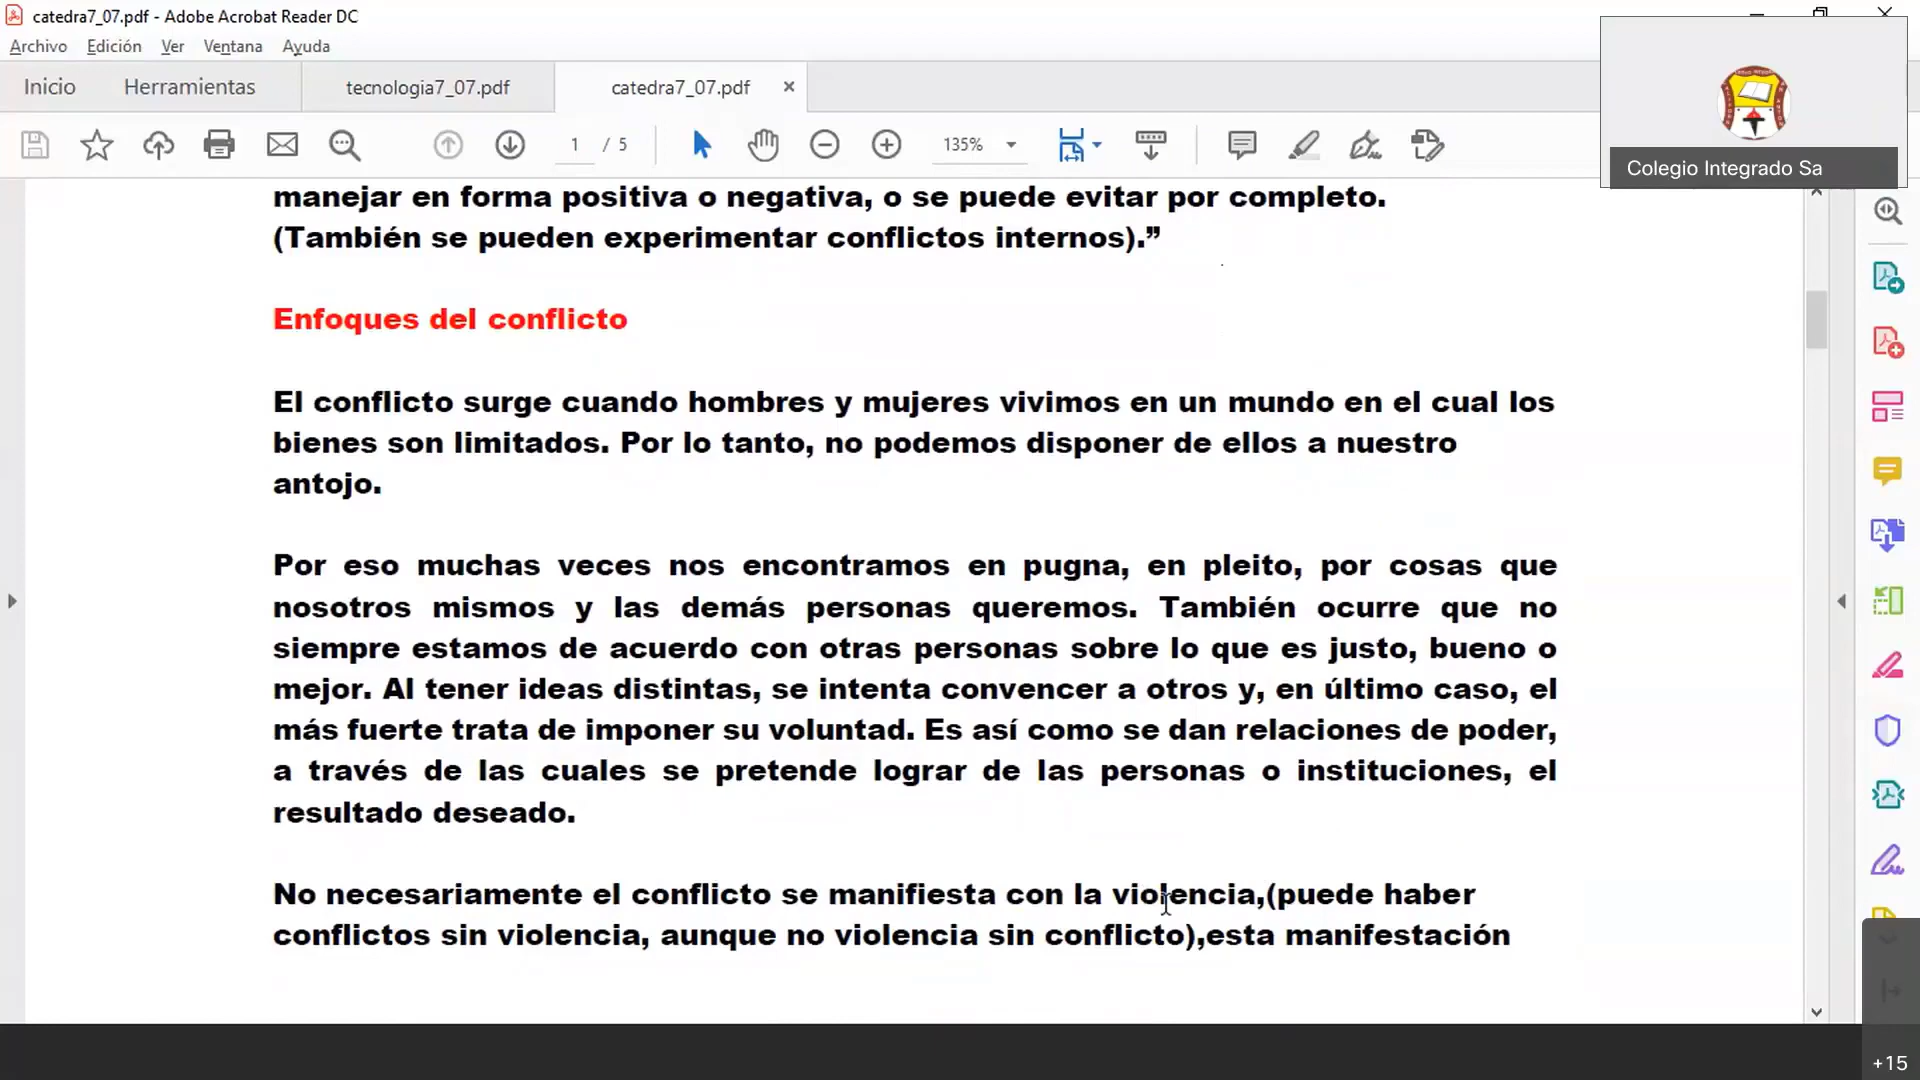 catedra7_07.pdf - Adobe Acrobat Reader DC
Archivo Edición Ver Ventana Ayuda
Inicio Herramientas tecnologia7_07.pdf catedra7_07.pdf
1 / 5 135%
Colegio Integrado Sa
manejar en forma positiva o negativa, o se puede evitar por completo.
(También se pueden experimentar conflictos internos).”
Enfoques del conflicto
El conflicto surge cuando hombres y mujeres vivimos en un mundo en el cual los
bienes son limitados. Por lo tanto, no podemos disponer de ellos a nuestro
antojo.
Por eso muchas veces nos encontramos en pugna, en pleito, por cosas que
nosotros mismos y las demás personas queremos. También ocurre que no
siempre estamos de acuerdo con otras personas sobre lo que es justo, bueno o
mejor. Al tener ideas distintas, se intenta convencer a otros y, en último caso, el
más fuerte trata de imponer su voluntad. Es así como se dan relaciones de poder,
a través de las cuales se pretende lograr de las personas o instituciones, el
resultado deseado.
No necesariamente el conflicto se manifiesta con la violencia,(puede haber
conflictos sin violencia, aunque no violencia sin conflicto),esta manifestación
+15